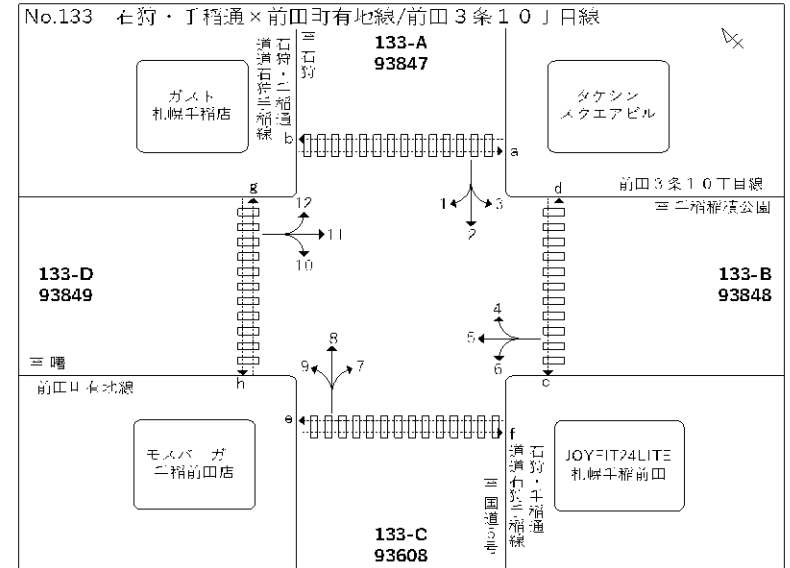 No.133 石狩・手稲通×前田町有地線/前田3条10丁目線
133-A
93847
至 石狩
石狩・手稲通
道道石狩手稲線
ガスト
札幌手稲店
タケシン
スクエアビル
b
a
g
d
前田3条10丁目線
至 手稲稲積公園
12
11
10
1
2
3
133-D
93849
133-B
93848
4
5
6
8
9
7
至 曙
前田町有地線
h
c
e
f
モスバーガー
手稲前田店
JOYFIT24LITE
札幌手稲前田
石狩・手稲通
道道石狩手稲線
至 国道5号
133-C
93608